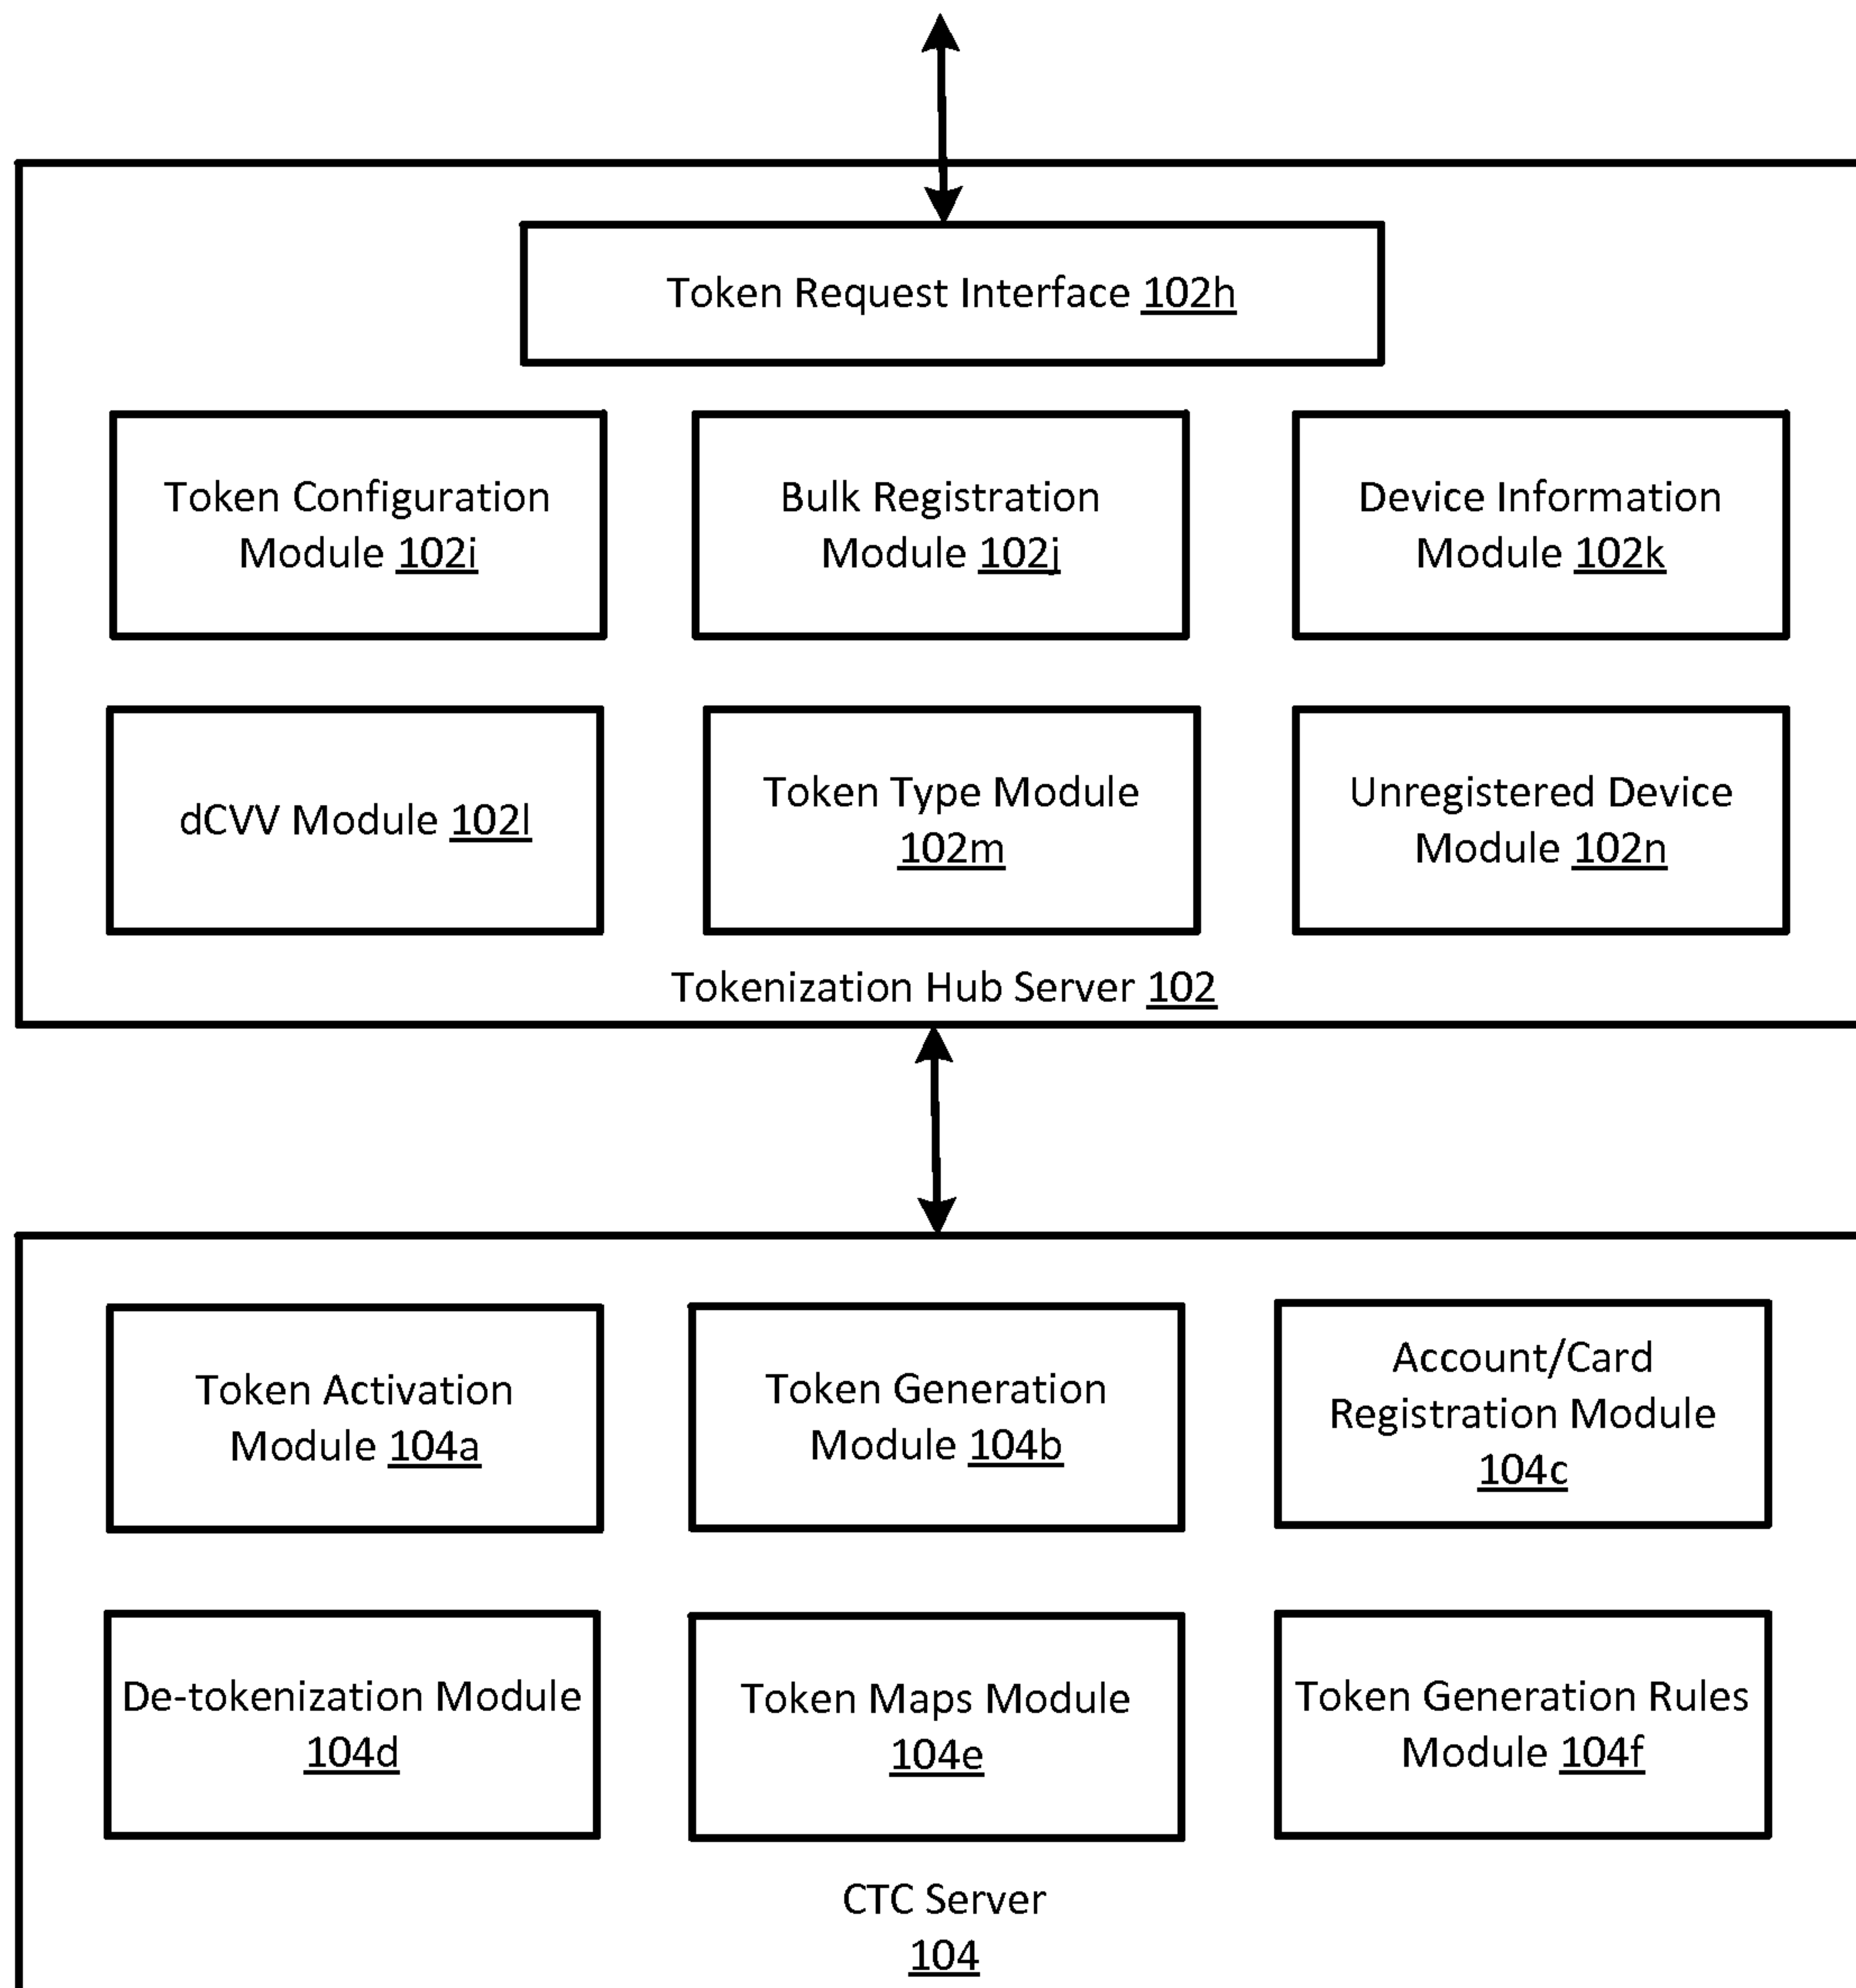 Token Request Interface 102h
Token Configuration
Module 102i
Bulk Registration
Module 102j
Device Information
Module 102k
dCVV Module 102l
Token Type Module
102m
Unregistered Device
Module 102n
Tokenization Hub Server 102
Token Activation
Module 104a
Token Generation
Module 104b
Account/Card
Registration Module
104c
De-tokenization Module
104d
Token Maps Module
104e
Token Generation Rules
Module 104f
CTC Server
104